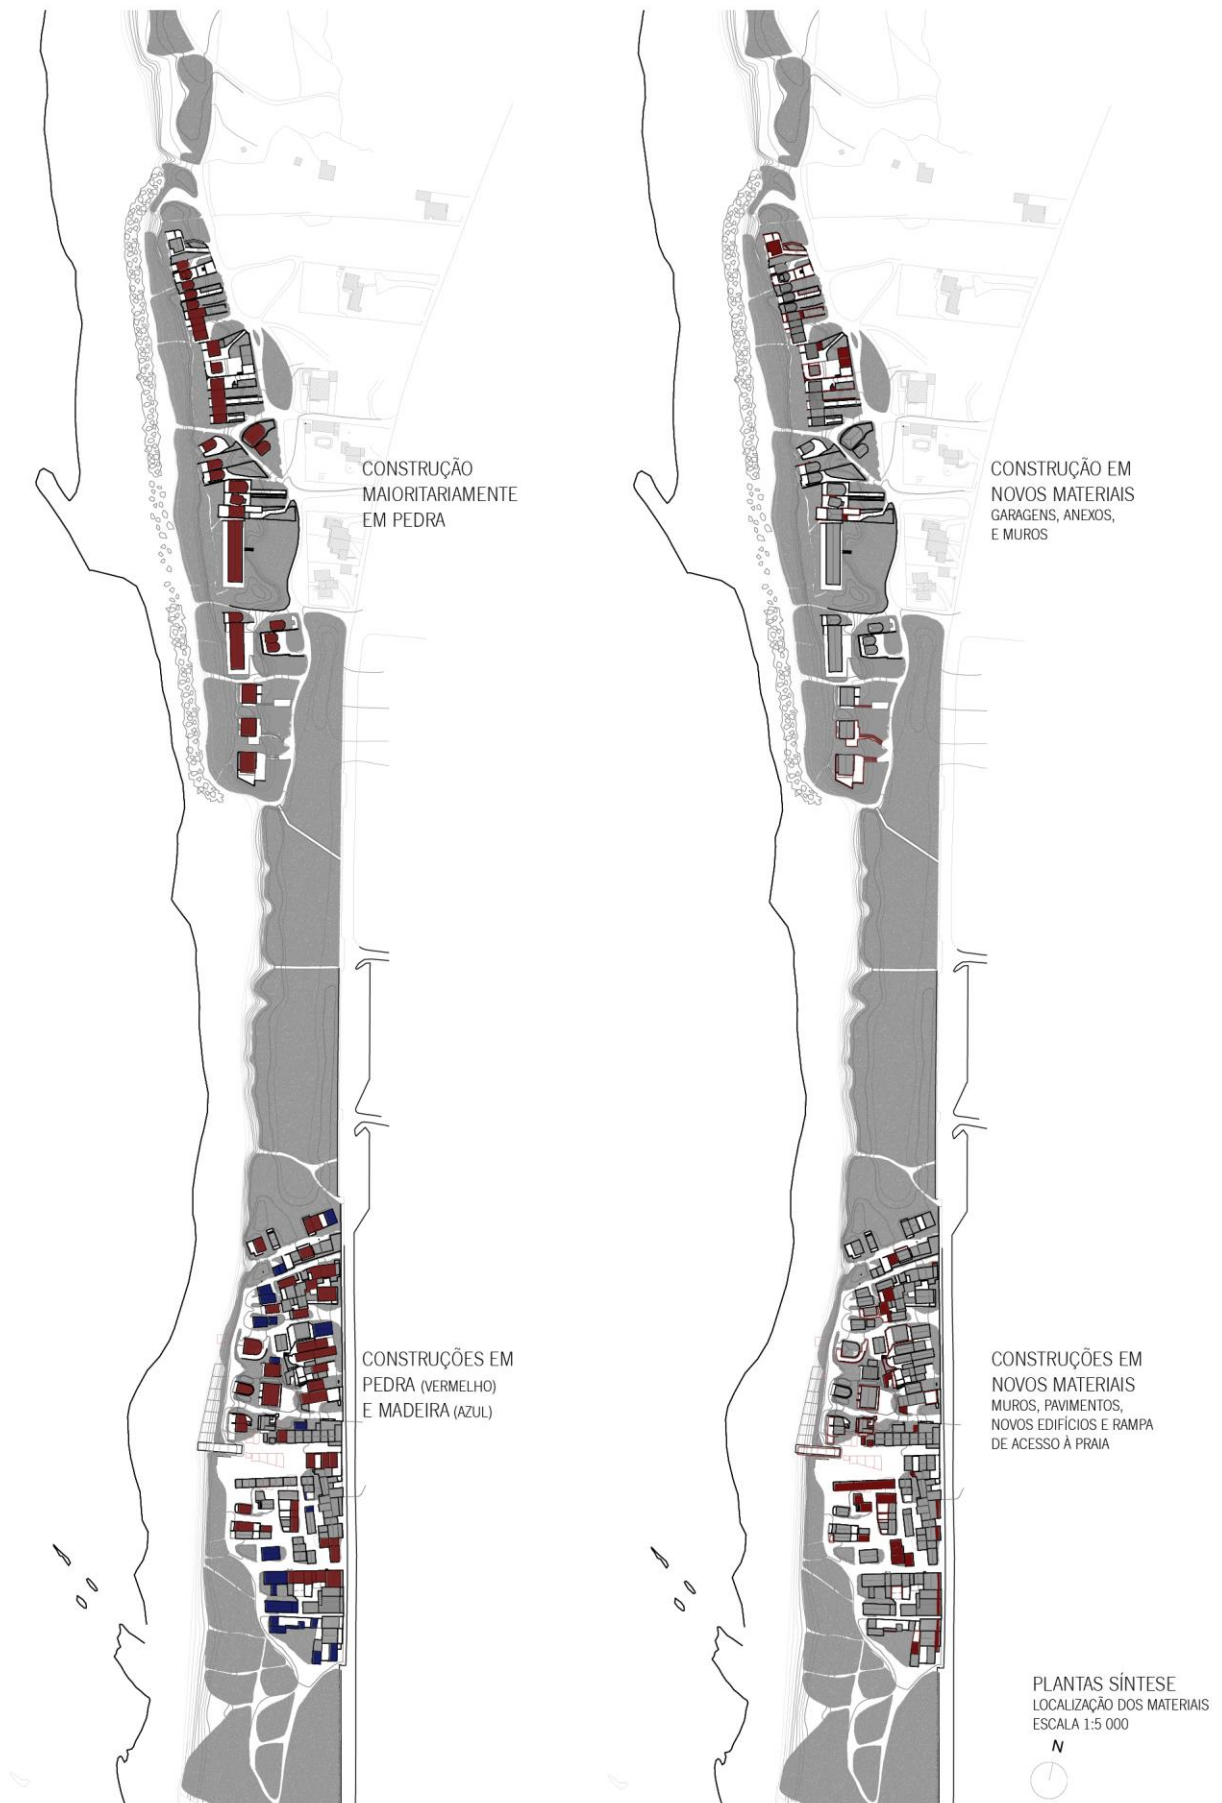 CONSTRUÇÃO
MAIORITARIAMENTE
EM PEDRA
CONSTRUÇÃO EM
NOVOS MATERIAIS
GARAGENS, ANEXOS,
E MUROS
CONSTRUÇÕES EM
PEDRA (VERMELHO)
E MADEIRA (AZUL)
CONSTRUÇÕES EM
NOVOS MATERIAIS
MUROS, PAVIMENTOS,
NOVOS EDIFÍCIOS E RAMPA
DE ACESSO À PRAIA
PLANTAS SÍNTESE
LOCALIZAÇÃO DOS MATERIAIS
ESCALA 1:5 000
N